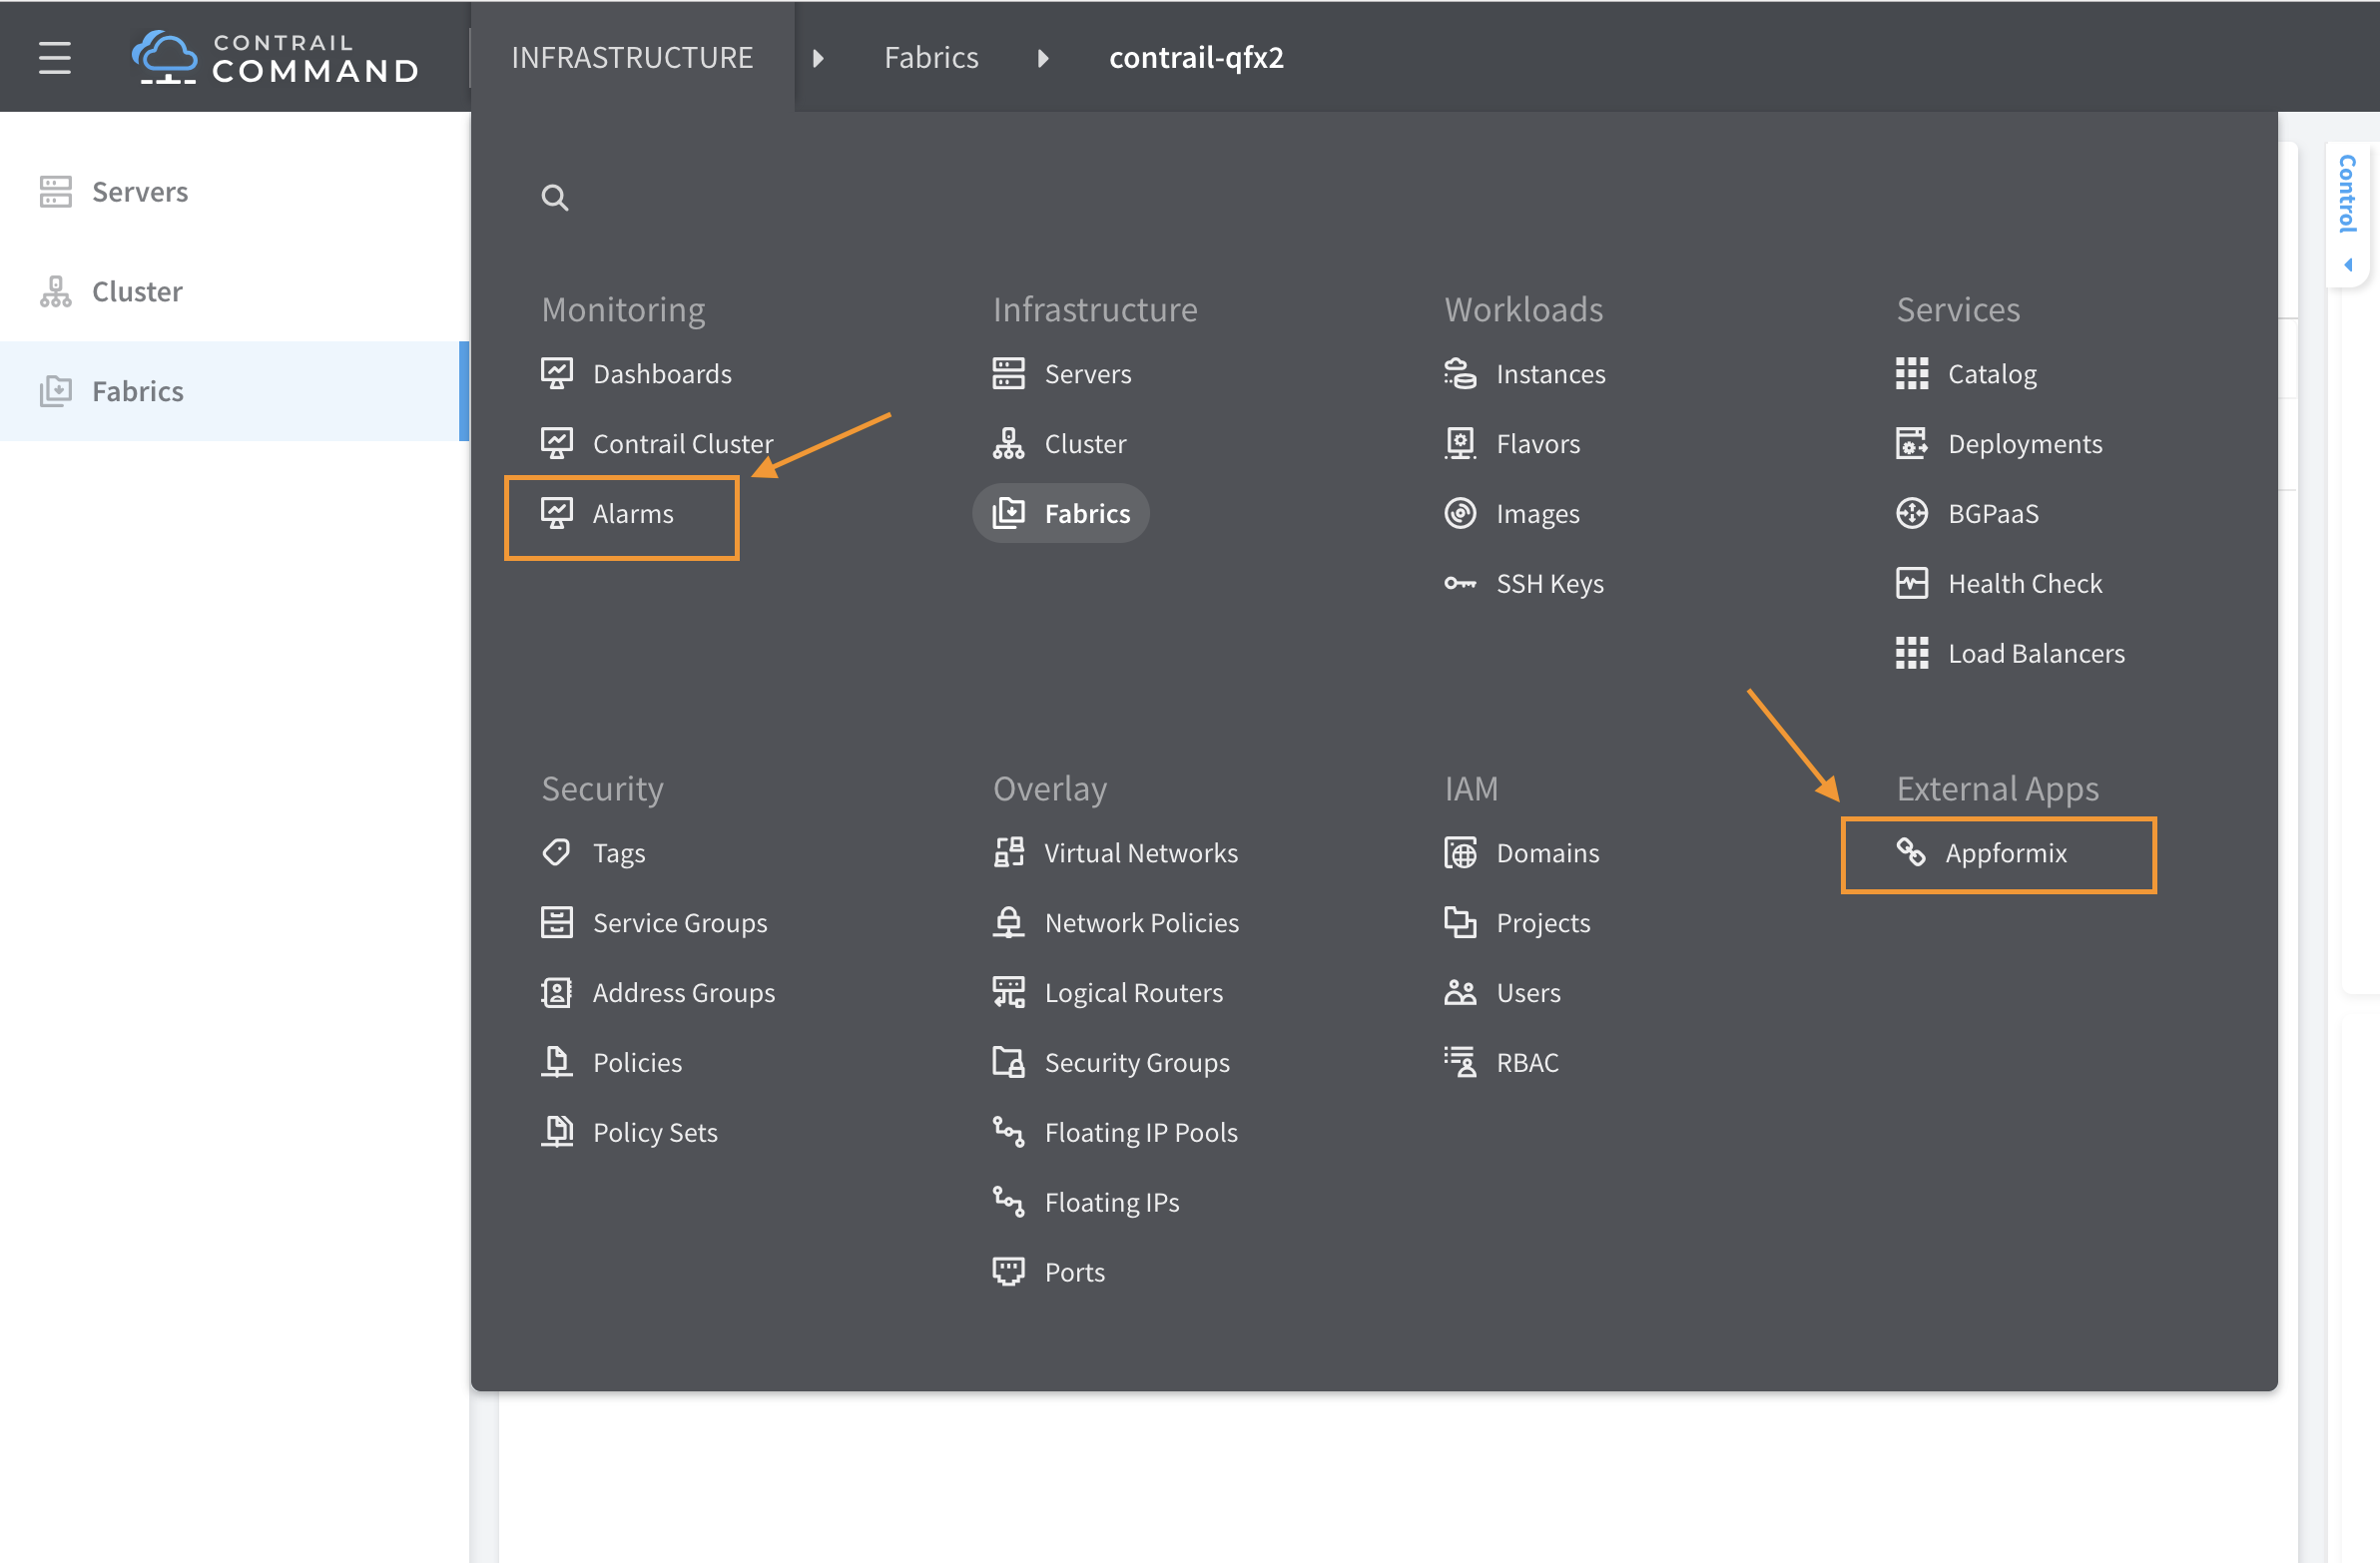 CONTRAIL
COMMAND
INFRASTRUCTURE
Fabrics
contrail-qfx2
Servers
Cluster
Fabrics
Control
Monitoring
Dashboards
Contrail Cluster
Alarms
Infrastructure
Servers
Cluster
Fabrics
Workloads
Instances
Flavors
Images
SSH Keys
Services
Catalog
Deployments
BGPaaS
Health Check
Load Balancers
Security
Tags
Service Groups
Address Groups
Policies
Policy Sets
Overlay
Virtual Networks
Network Policies
Logical Routers
Security Groups
Floating IP Pools
Floating IPs
Ports
IAM
Domains
Projects
Users
RBAC
External Apps
Appformix